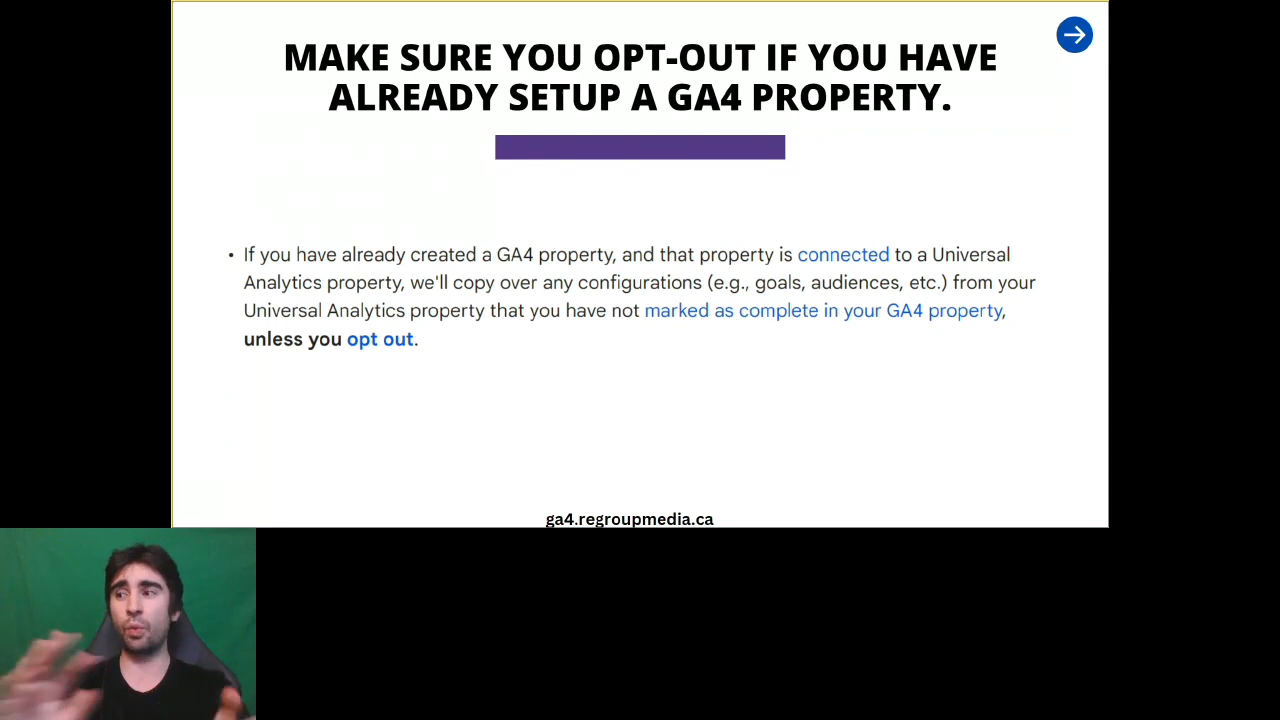 MAKE SURE YOU OPT-OUT IF YOU HAVE
ALREADY SETUP A GA4 PROPERTY.
• If you have already created a GA4 property, and that property is connected to a Universal
Analytics property, we'll copy over any configurations (e.g., goals, audiences, etc.) from your
Universal Analytics property that you have not marked as complete in your GA4 property,
unless you opt out.
ga4.regroupmedia.ca